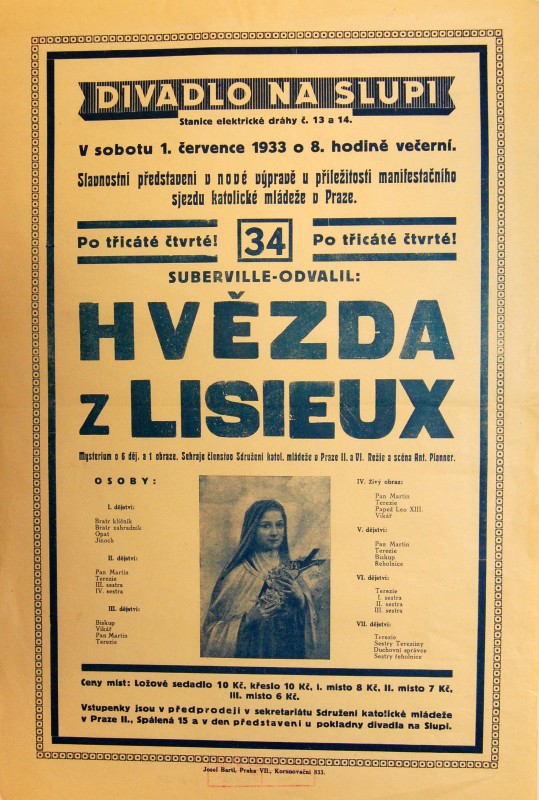 DIVADLO NA SLUPI
Stanice elektrické dráhy č. 13 a 14.
V sobotu 1. července 1933 o 8. hodině večerní.
Slavnostní představení v nové výpravě u příležitosti manifestačního
sjezdu katolické mládeže v Praze.
Po třicáté čtvrté! 34 Po třicáté čtvrté!
SUBERVILLE-ODVALIL:
HVĚZDA
Z LISIEUX
Mysterium o 6 děj. a 1 obraze. Sehraje členstvo Sdružení katol. mládeže v Praze II. a VI. Režie a scéna Ant. Planner.
OSOBY:
I. dějství:
Bratr klíčník
Bratr zahradník
Opat
Jinoch
II. dějství:
Pan Martin
Terezie
III. sestra
IV. sestra
III. dějství:
Biskup
Vikář
Pan Martin
Terezie
IV. Živý obraz:
Pan Martin
Terezie
Papež Leo XIII.
Vikář
V. dějství:
Pan Martin
Terezie
Biskup
Řeholnice
VI. dějství:
Terezie
I. sestra
II. sestra
III. sestra
VII. dějství:
Terezie
Sestry Tereziiny
Duchovní správce
Sestry řeholnice
Ceny míst: Ložové sedadlo 10 Kč, křeslo 10 Kč, I. místo 8 Kč, II. místo 7 Kč,
III. místo 6 Kč.
Vstupenky jsou v předprodeji v sekretariátu Sdružení katolické mládeže
v Praze II., Spálená 15 a v den představení u pokladny divadla na Slupi.
Josef Bartl, Praha VII., Korunovační 833.